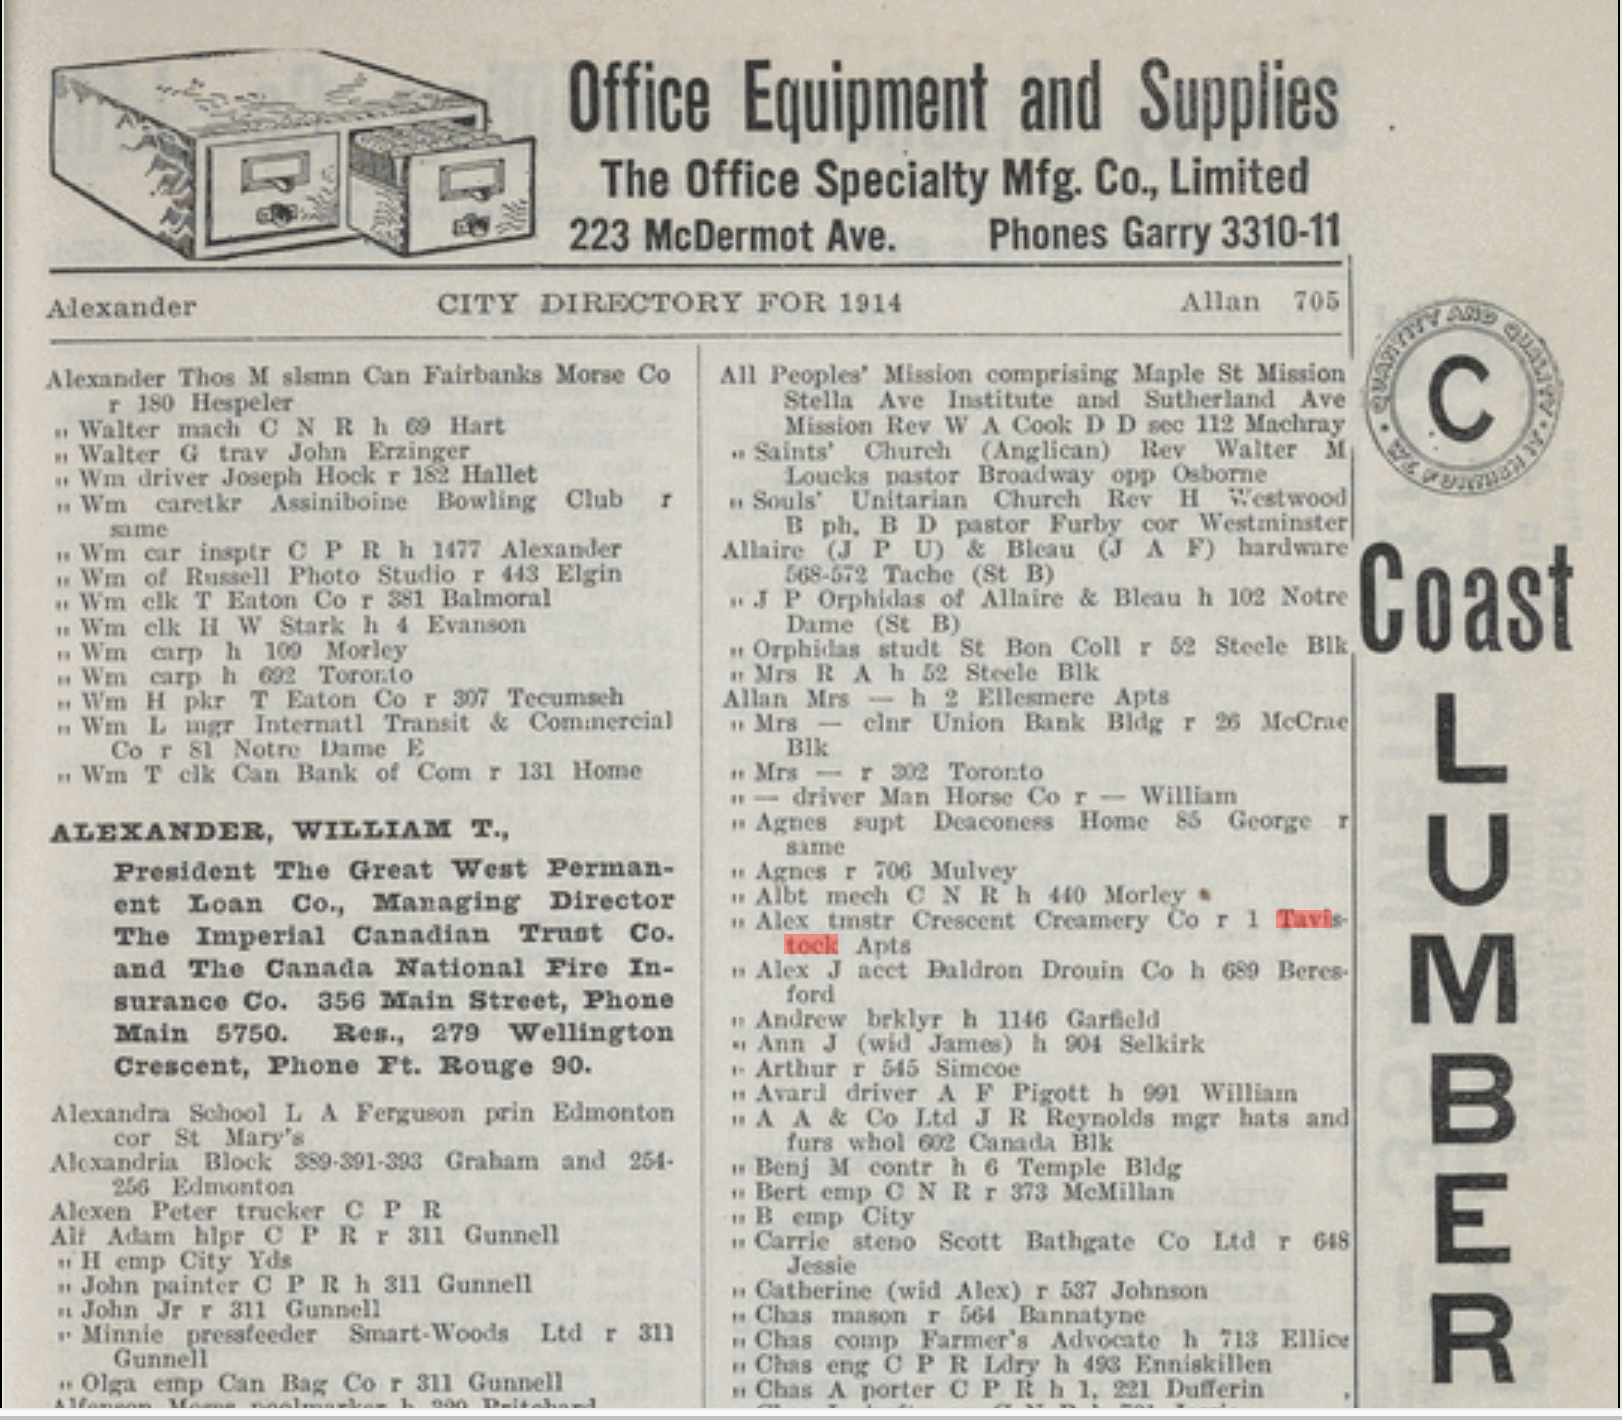 Office Equipment and Supplies
The Office Specialty Mfg. Co., Limited
223 McDermot Ave. Phones Garry 3310-11
Alexander CITY DIRECTORY FOR 1914 Allan 705
Alexander Thos M slsmn Can Fairbanks Morse Co
r 180 Hespeler
" Walter mach C N R h 69 Hart
" Walter G trav John Erzinger
" Wm driver Joseph Hock r 182 Hallet
" Wm caretkr Assiniboine Bowling Club r
same
" Wm car insptr C P R h 1477 Alexander
" Wm of Russell Photo Studio r 443 Elgin
" Wm clk T Eaton Co r 381 Balmoral
" Wm clk H W Stark h 4 Evanson
" Wm carp h 109 Morley
" Wm carp h 692 Toronto
" Wm H pkr T Eaton Co r 307 Tecumseh
" Wm L mgr Internatl Transit & Commercial
Co r 81 Notre Dame E
" Wm T clk Can Bank of Com r 131 Home
ALEXANDER, WILLIAM T.,
President The Great West Perman-
ent Loan Co., Managing Director
The Imperial Canadian Trust Co.
and The Canada National Fire In-
surance Co. 356 Main Street, Phone
Main 5750. Res., 279 Wellington
Crescent, Phone Ft. Rouge 90.
Alexandra School L A Ferguson prin Edmonton
cor St Mary's
Alexandria Block 389-391-393 Graham and 254-
256 Edmonton
Alexen Peter trucker C P R
Alf Adam hlpr C P R r 311 Gunnell
" H emp City Yds
" John painter C P R h 311 Gunnell
" John Jr r 311 Gunnell
" Minnie pressfeeder Smart-Woods Ltd r 311
Gunnell
" Olga emp Can Bag Co r 311 Gunnell
All Peoples' Mission comprising Maple St Mission
Stella Ave Institute and Sutherland Ave
Mission Rev W A Cook D D sec 112 Machray
" Saints' Church (Anglican) Rev Walter M
Loucks pastor Broadway opp Osborne
" Souls' Unitarian Church Rev H Westwood
B ph, B D pastor Furby cor Westminster
Allaire (J P U) & Bleau (J A F) hardware
568-572 Tache (St B)
" J P Orphidas of Allaire & Bleau h 102 Notre
Dame (St B)
" Orphidas studt St Bon Coll r 52 Steele Blk
" Mrs R A h 52 Steele Blk
Allan Mrs — h 2 Ellesmere Apts
" Mrs — clnr Union Bank Bldg r 26 McCrae
Blk
" Mrs — r 302 Toronto
" — driver Man Horse Co r — William
" Agnes supt Deaconess Home 85 George r
same
" Agnes r 706 Mulvey
" Albt mech C N R h 440 Morley
" Alex tmstr Crescent Creamery Co r 1 Tavis-
tock Apts
" Alex J acct Daldron Drouin Co h 689 Beres-
ford
" Andrew brklyr h 1146 Garfield
" Ann J (wid James) h 904 Selkirk
" Arthur r 545 Simcoe
" Avard driver A F Pigott h 991 William
" A A & Co Ltd J R Reynolds mgr hats and
furs whol 602 Canada Blk
" Benj M contr h 6 Temple Bldg
" Bert emp C N R r 373 McMillan
" B emp City
" Carrie steno Scott Bathgate Co Ltd r 648
Jessie
" Catherine (wid Alex) r 537 Johnson
" Chas mason r 564 Bannatyne
" Chas comp Farmer's Advocate h 713 Ellice
" Chas eng C P R Ldry h 493 Enniskillen
" Chas A porter C P R h 1, 221 Dufferin
QUANTITY AND QUALITY
C
Coast
LUMBER